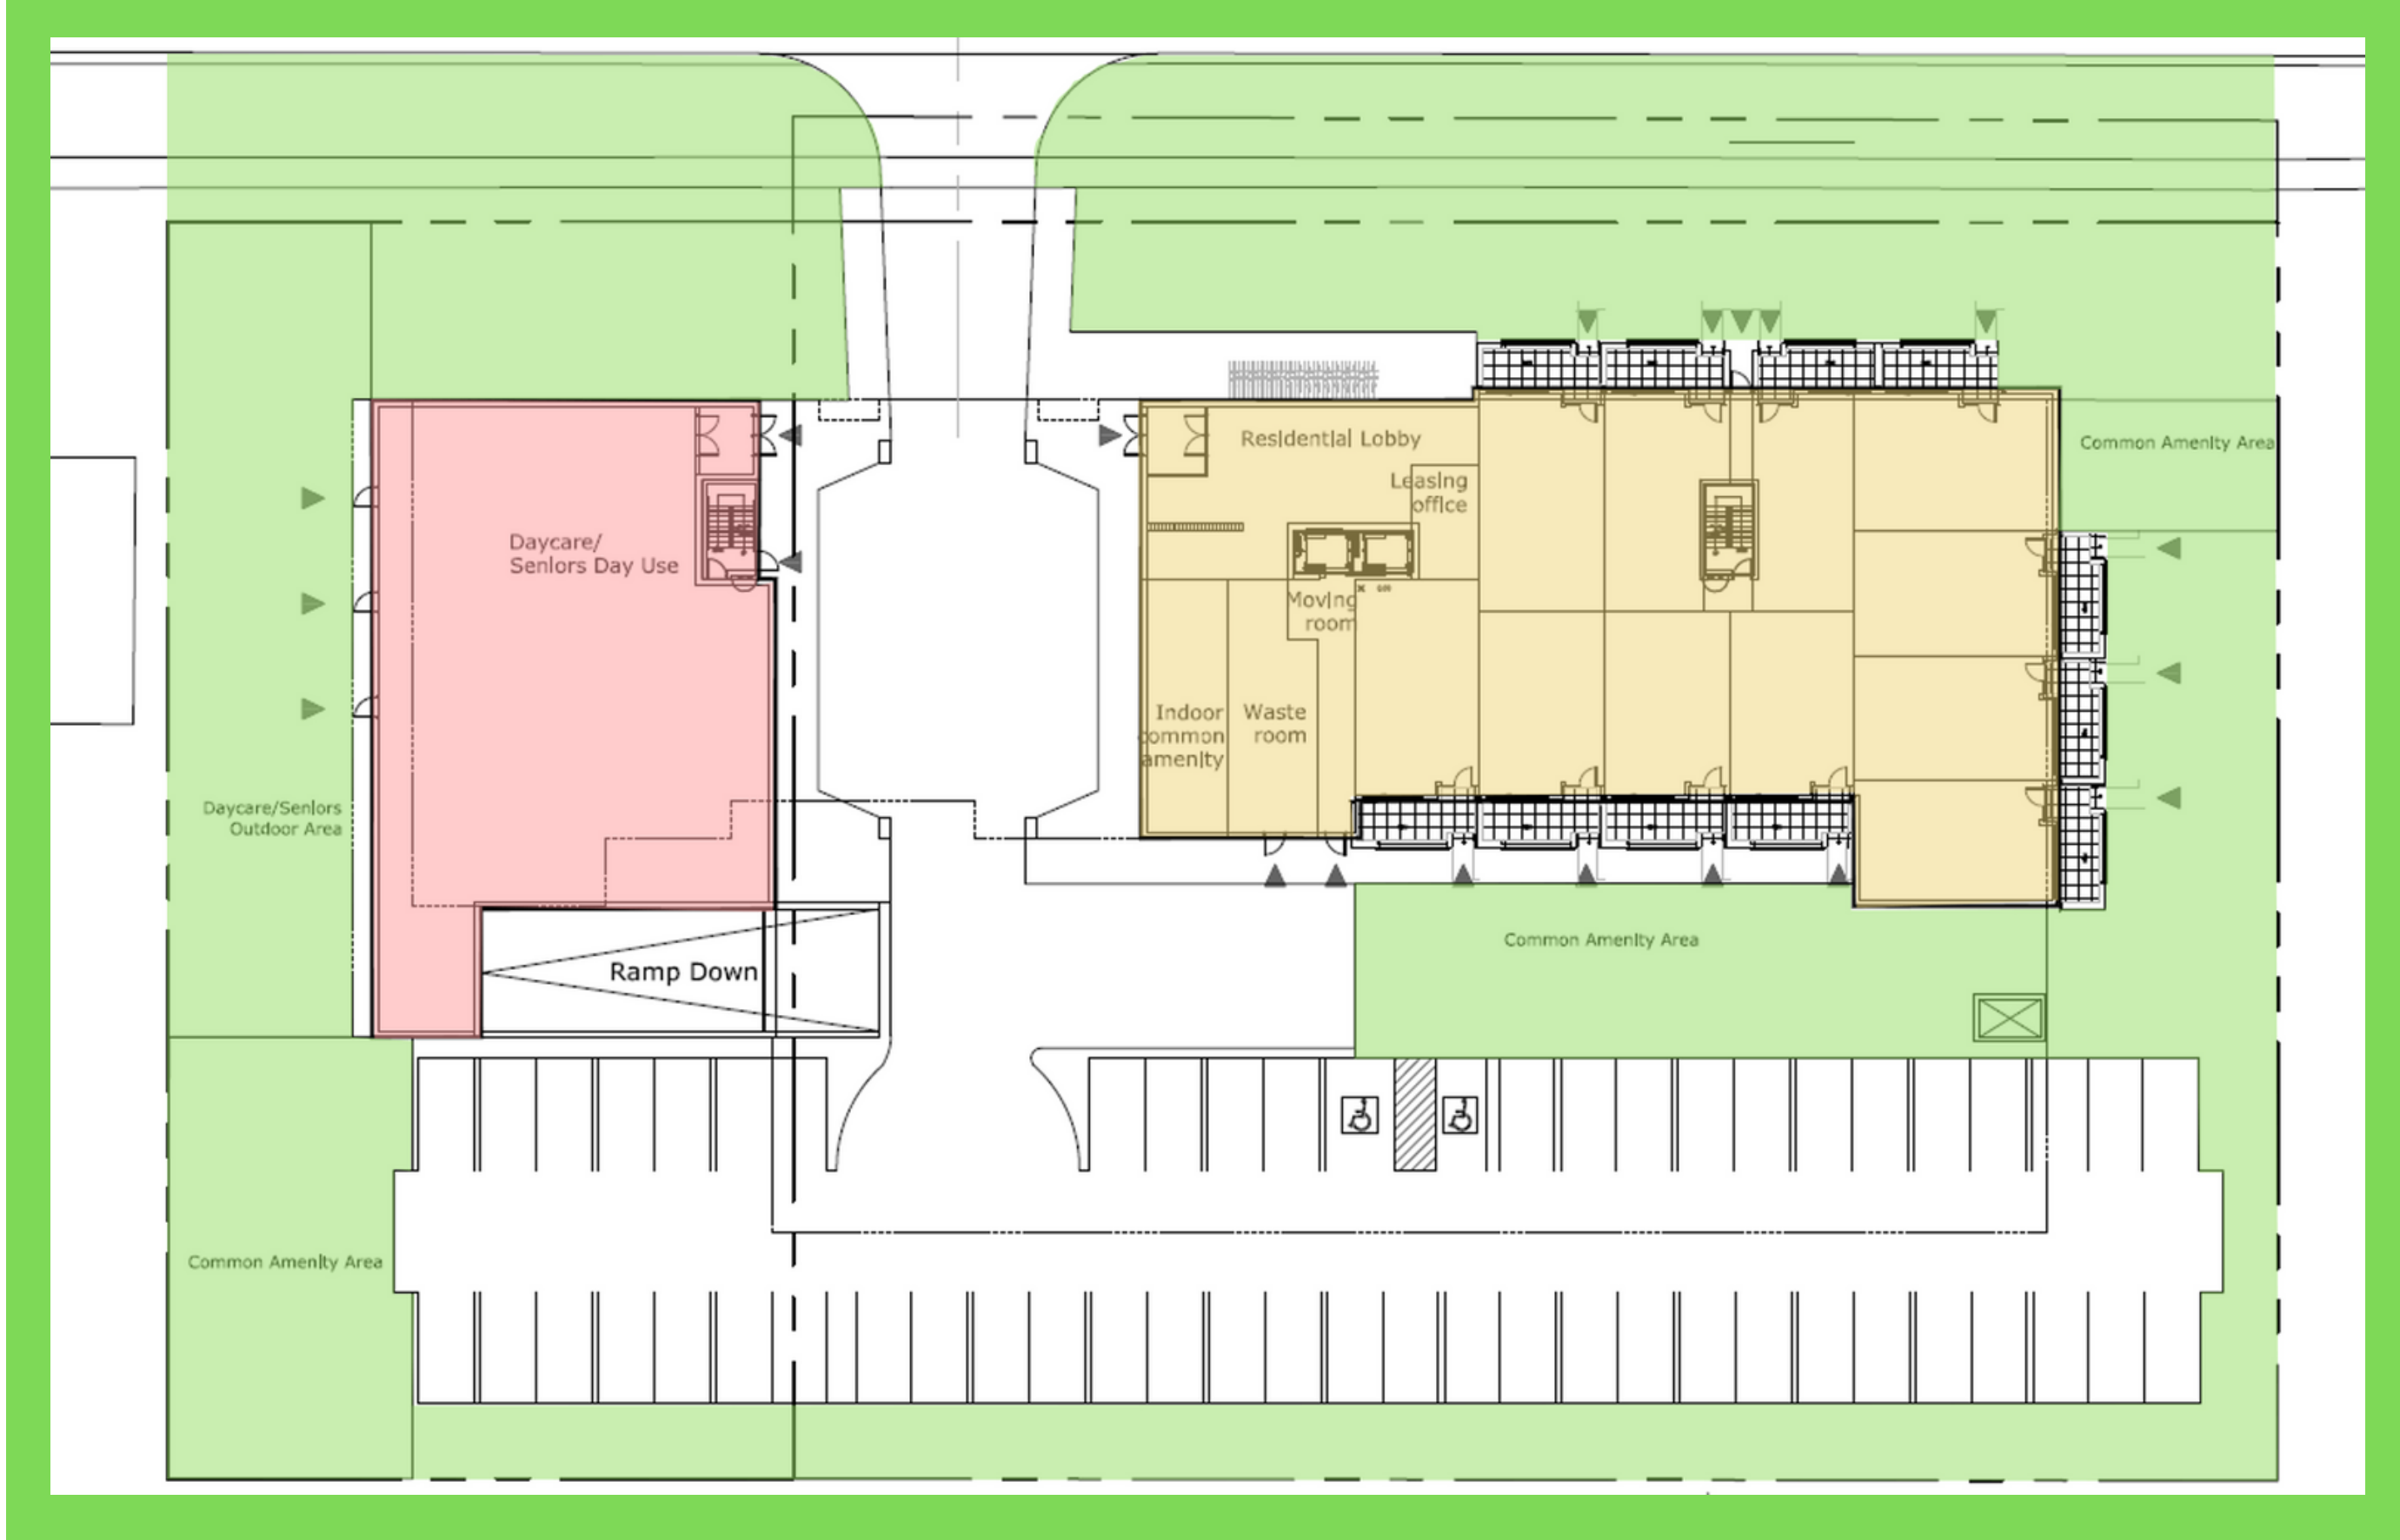 Residential Lobby
Common Amenity Area
Leasing
office
Daycare/
Seniors Day Use
Moving
room
Indoor
common
amenity
Waste
room
Daycare/Seniors
Outdoor Area
Common Amenity Area
Ramp Down
Common Amenity Area